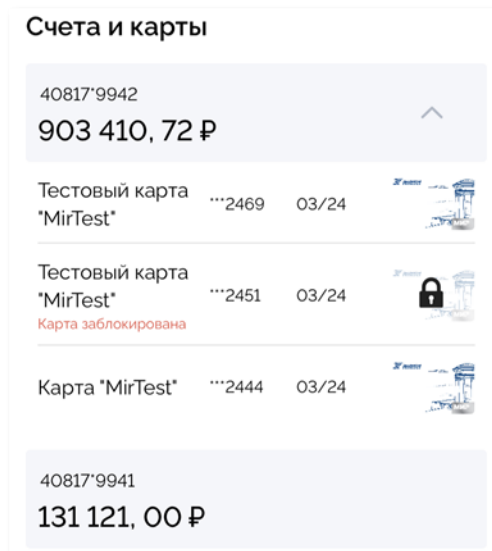 Счета и карты
40817*9942
903 410, 72 ₽
Тестовый карта
"MirTest"
***2469
03/24
Тестовый карта
"MirTest"
Карта заблокирована
***2451
03/24
Карта "MirTest"
***2444
03/24
40817*9941
131 121, 00 ₽